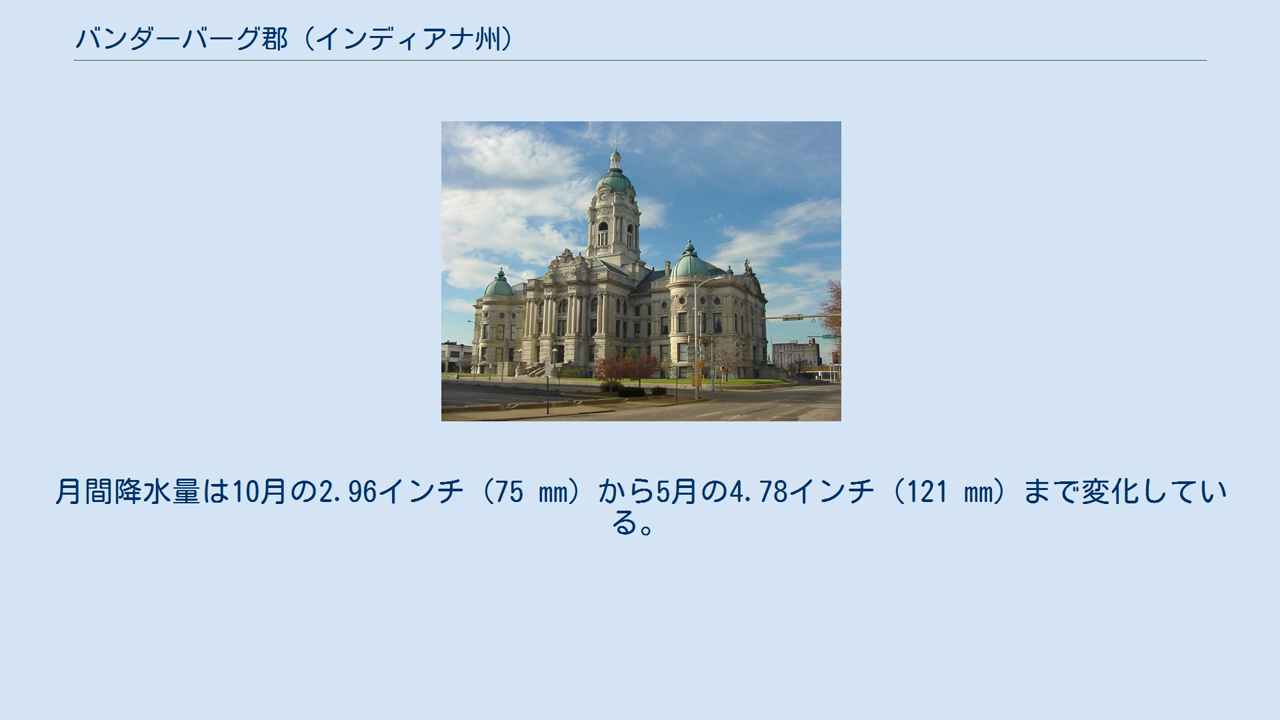 バンダーバーグ郡（インディアナ州）
月間降水量は10月の2.96インチ（75 mm）から5月の4.78インチ（121 mm）まで変化してい
る。